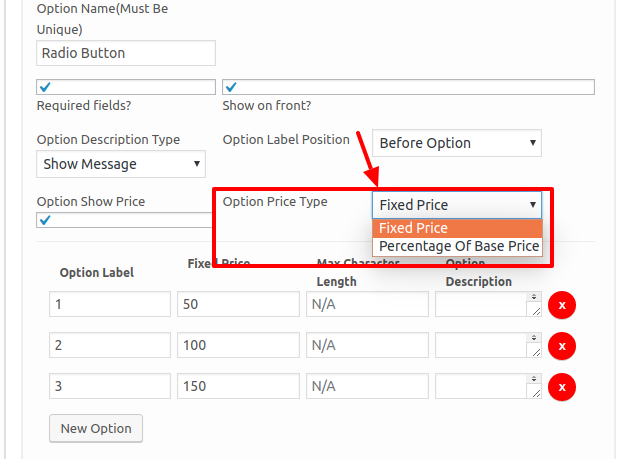 Option Name(Must Be
Unique)
Radio Button
Required fields?
Show on front?
Option Description Type
Option Label Position
Before Option
Show Message
Option Show Price
Option Price Type
Fixed Price
Fixed Price
Percentage Of Base Price
Option Label
Fixed Price
Max Character
Length
Option
Description
1
50
N/A
x
2
100
N/A
x
3
150
N/A
x
New Option